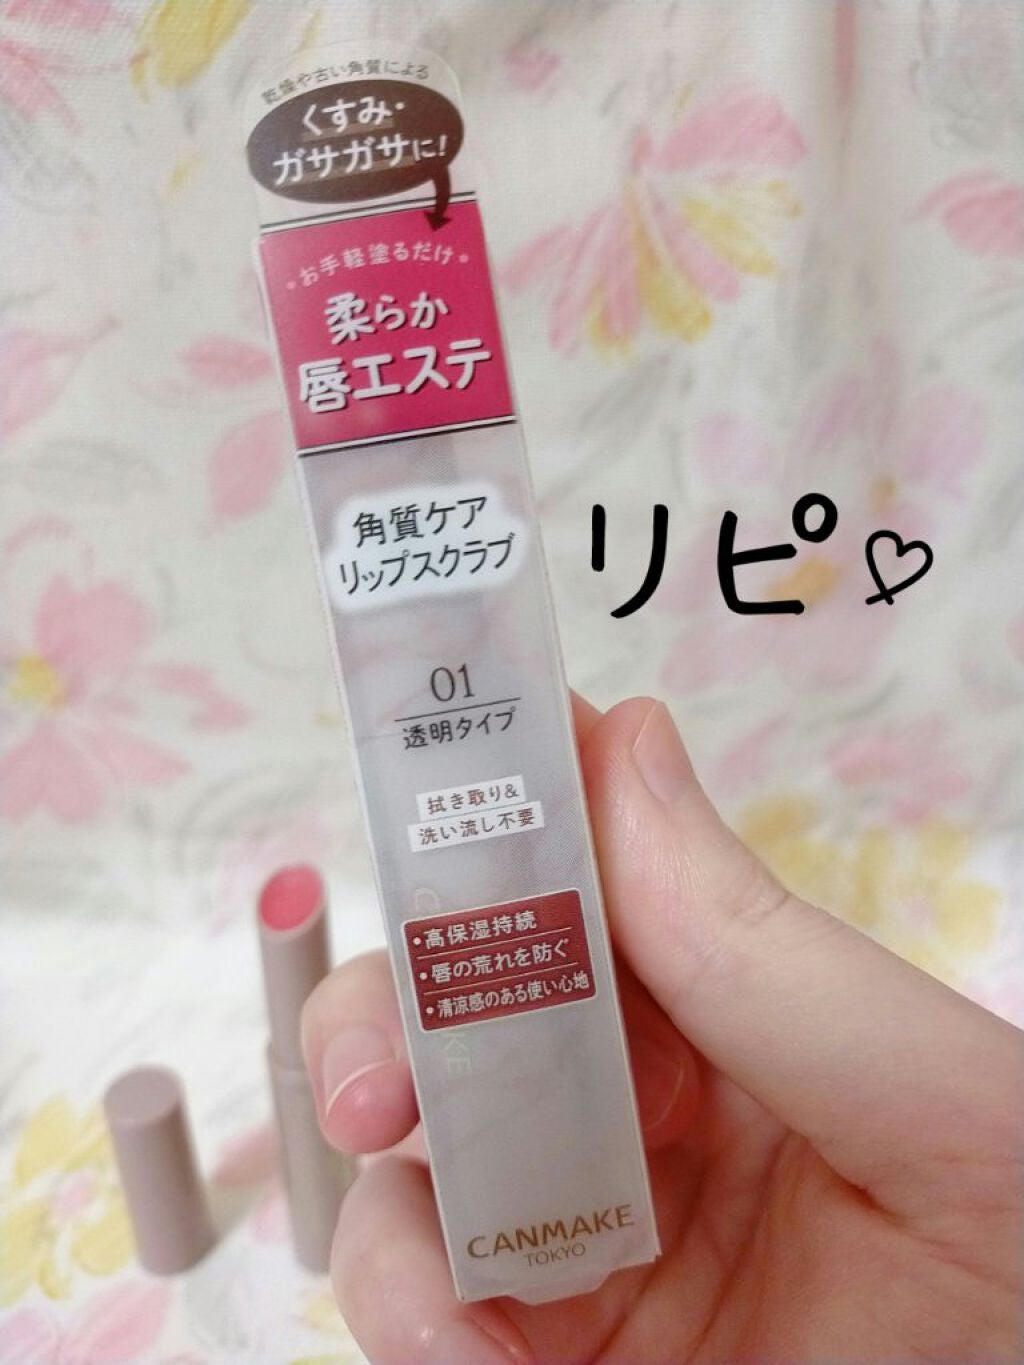 乾燥や古い角質による
くすみ・
ガサガサに!
お手軽塗るだけ
柔らか
唇エステ
角質ケア
リップスクラブ
リピ♡
01
透明タイプ
拭き取り&
洗い流し不要
・高保湿持続
・唇の荒れを防ぐ
・清涼感のある使い心地
CANMAKE
TOKYO